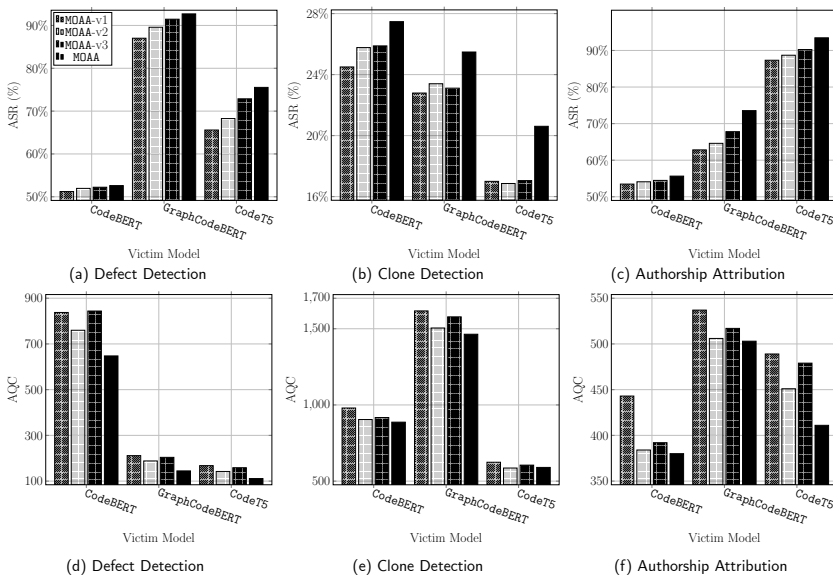 MOAA-v1
MOAA-v2
MOAA-v3
MOAA
ASR (%)
90%
80%
70%
60%
50%
CodeBERT
GraphCodeBERT
CodeT5
Victim Model
(a) Defect Detection
ASR (%)
28%
24%
20%
16%
CodeBERT
GraphCodeBERT
CodeT5
Victim Model
(b) Clone Detection
ASR (%)
90%
80%
70%
60%
50%
CodeBERT
GraphCodeBERT
CodeT5
Victim Model
(c) Authorship Attribution
AQC
900
700
500
300
100
CodeBERT
GraphCodeBERT
CodeT5
Victim Model
(d) Defect Detection
AQC
1,700
1,500
1,000
500
CodeBERT
GraphCodeBERT
CodeT5
Victim Model
(e) Clone Detection
AQC
550
500
450
400
350
CodeBERT
GraphCodeBERT
CodeT5
Victim Model
(f) Authorship Attribution